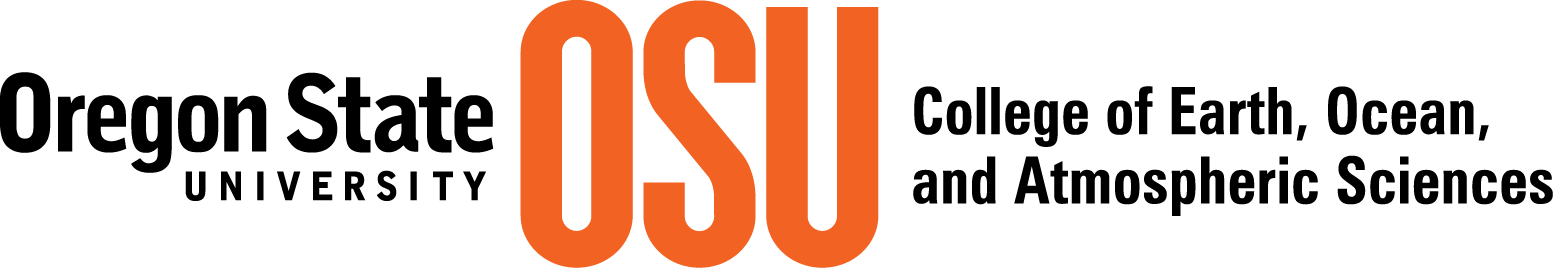 Oregon State
UNIVERSITY
OSU
College of Earth, Ocean,
and Atmospheric Sciences